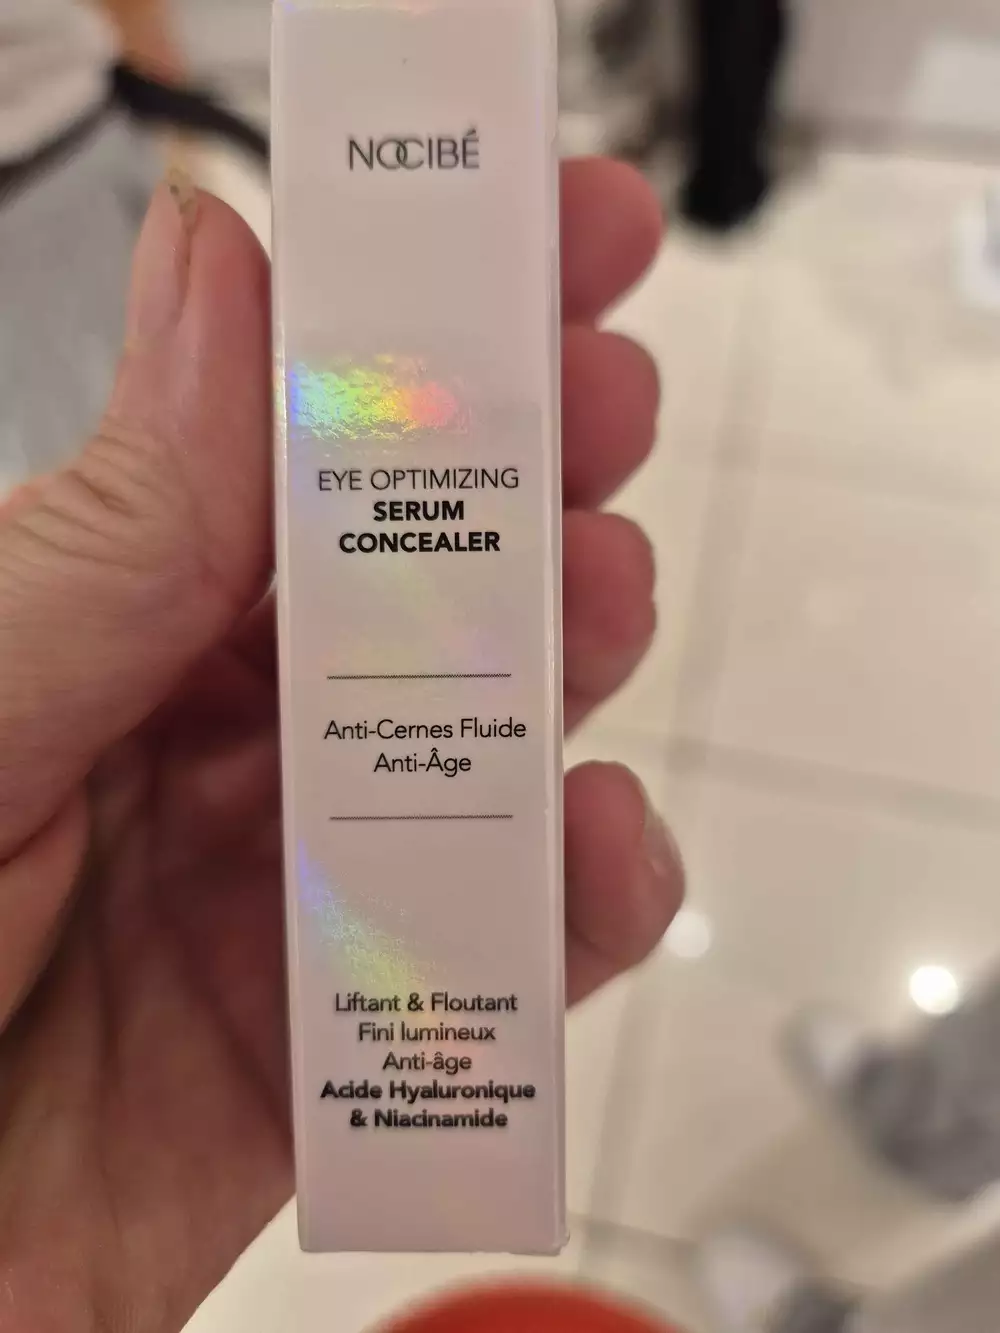 NOCIBÉ
EYE OPTIMIZING
SERUM
CONCEALER
Anti-Cernes Fluide
Anti-Âge
Liftant & Floutant
Fini lumineux
Anti-âge
Acide Hyaluronique
& Niacinamide